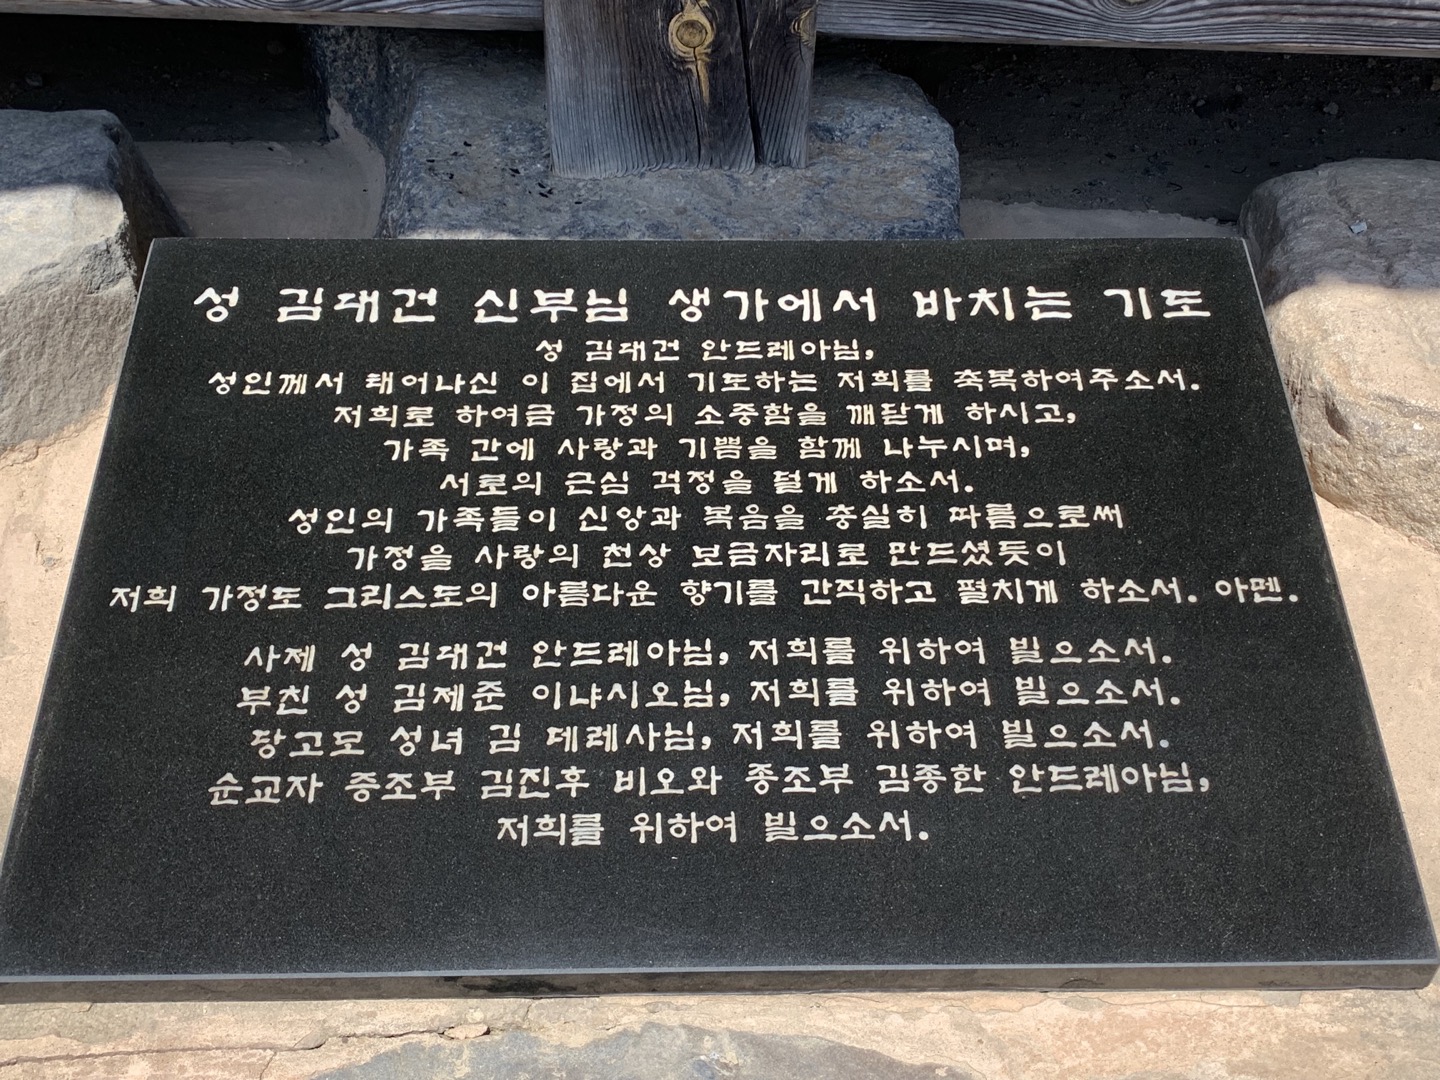 성 김대건 신부님 생가에서 바치는 기도
성 김대건 안드레아님,
성인께서 태어나신 이 집에서 기도하는 저희를 축복하여주소서.
저희로 하여금 가정의 소중함을 깨닫게 하시고,
가족 간에 사랑과 기쁨을 함께 나누시며,
서로의 근심 걱정을 덜게 하소서.
성인의 가족들이 신앙과 복음을 충실히 따름으로써
가정을 사랑의 천상 보금자리로 만드셨듯이
저희 가정도 그리스도의 아름다운 향기를 간직하고 펼치게 하소서. 아멘.
사제 성 김대건 안드레아님, 저희를 위하여 빌으소서.
부친 성 김제준 이냐시오님, 저희를 위하여 빌으소서.
당고모 성녀 김 데레사님, 저희를 위하여 빌으소서.
순교자 증조부 김진후 비오와 종조부 김종한 안드레아님,
저희를 위하여 빌으소서.